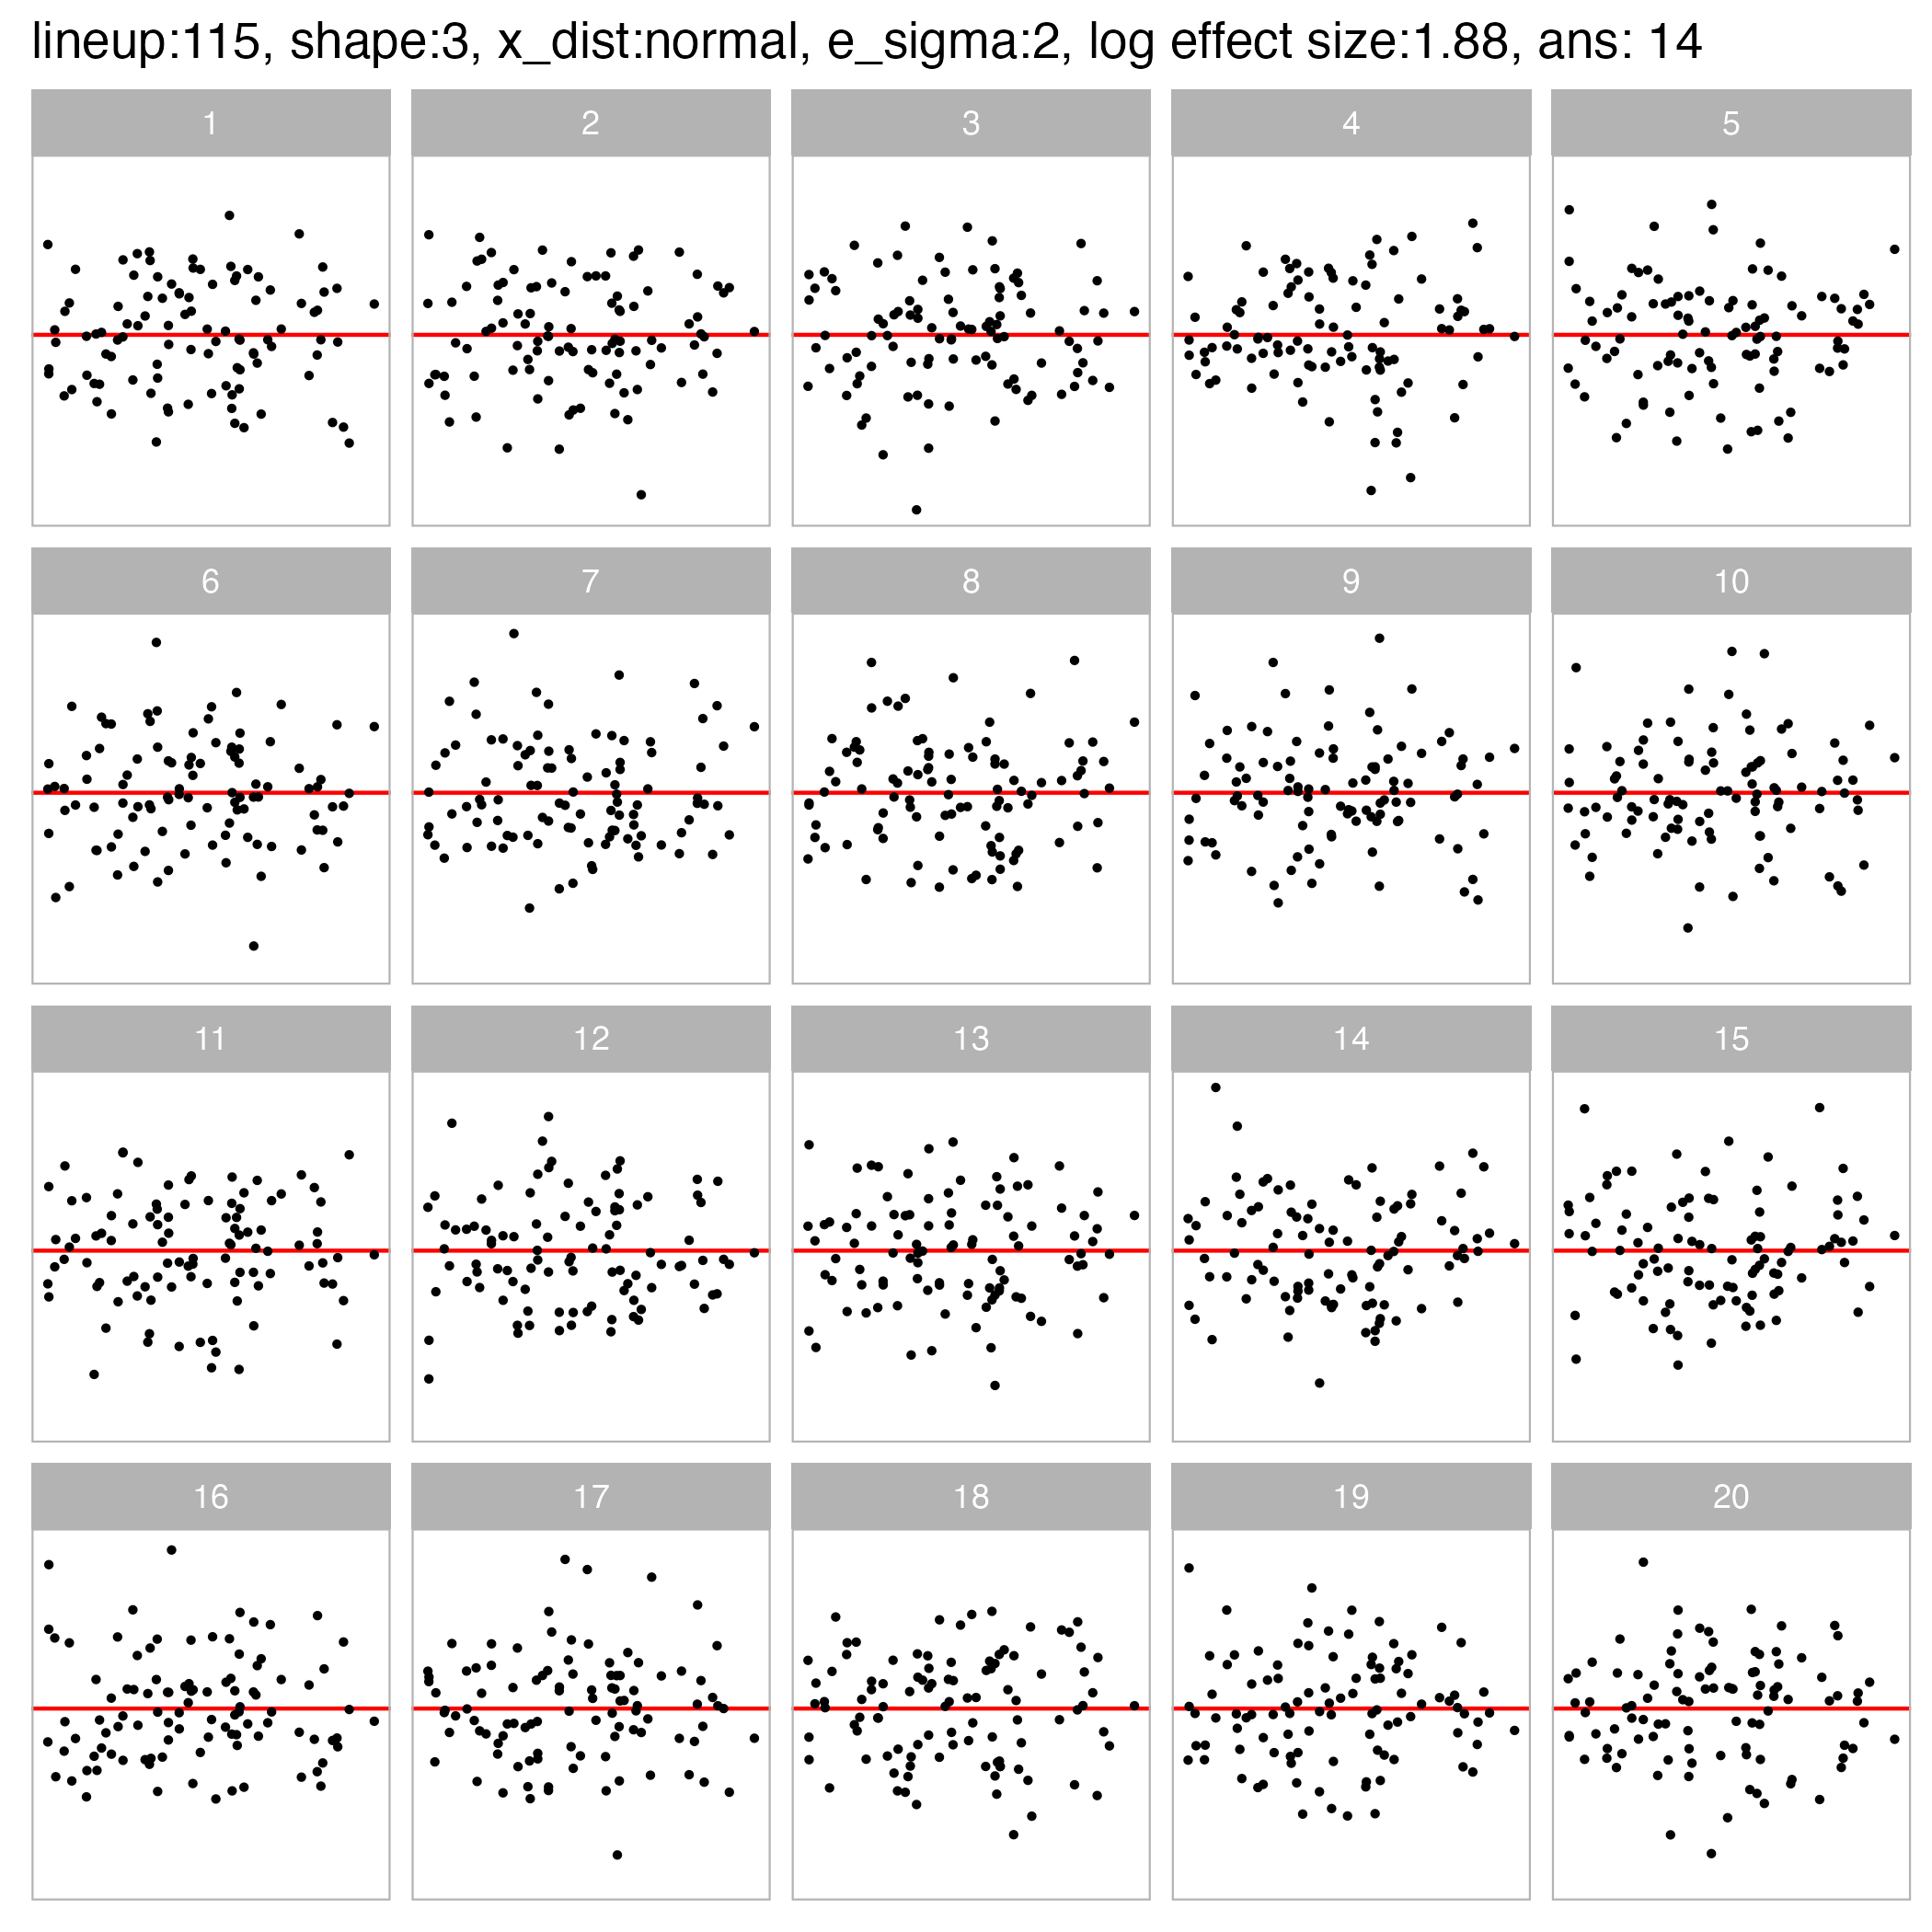 lineup:115, shape:3, x_dist:normal, e_sigma:2, log effect size:1.88, ans: 14
1 2 3 4 5
6 7 8 9 10
11 12 13 14 15
16 17 18 19 20